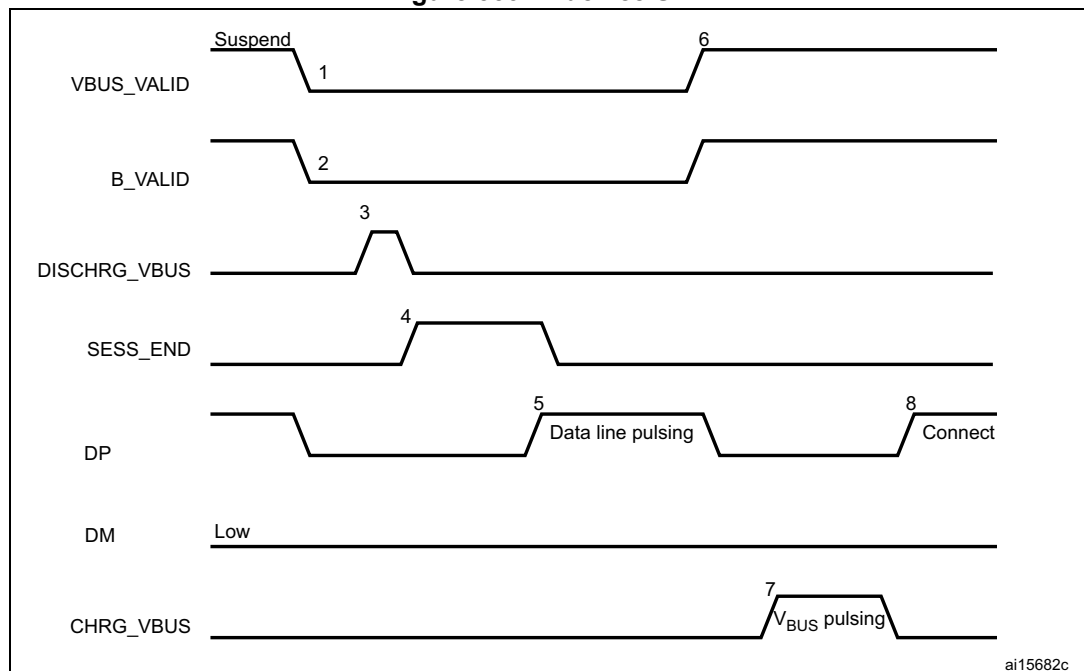 Suspend
6
VBUS_VALID
1
B_VALID
2
3
DISCHRG_VBUS
4
SESS_END
5
8
DP
Data line pulsing
Connect
DM
Low
7
CHRG_VBUS
VBUS pulsing
ai15682c